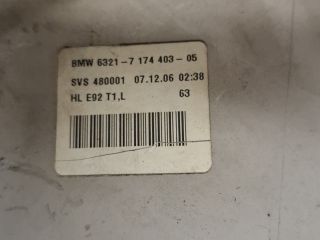 BMW 6321-7 174 403-05
SVS 480001 07.12.06 02:38
HL E92 T1,L 63